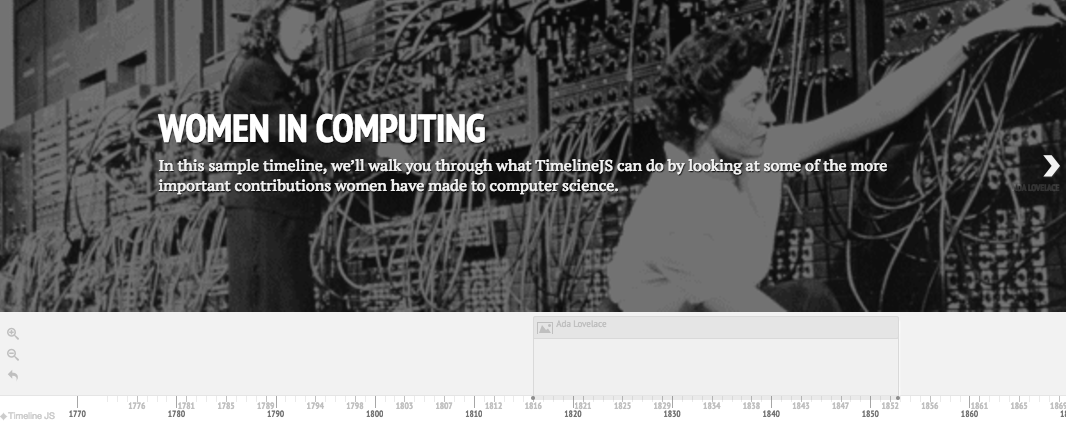 WOMEN IN COMPUTING
In this sample timeline, we'll walk you through what TimelineJS can do by looking at some of the more
important contributions women have made to computer science.
ADA LOVELACE
Ada Lovelace
1776 1781 1785 1789 1794 1798 1803 1807 1812 1816 1821 1825 1829 1834 1838 1843 1847 1852 1856 1861 1865 1869
Timeline JS
1770 1780 1790 1800 1810 1820 1830 1840 1850 1860